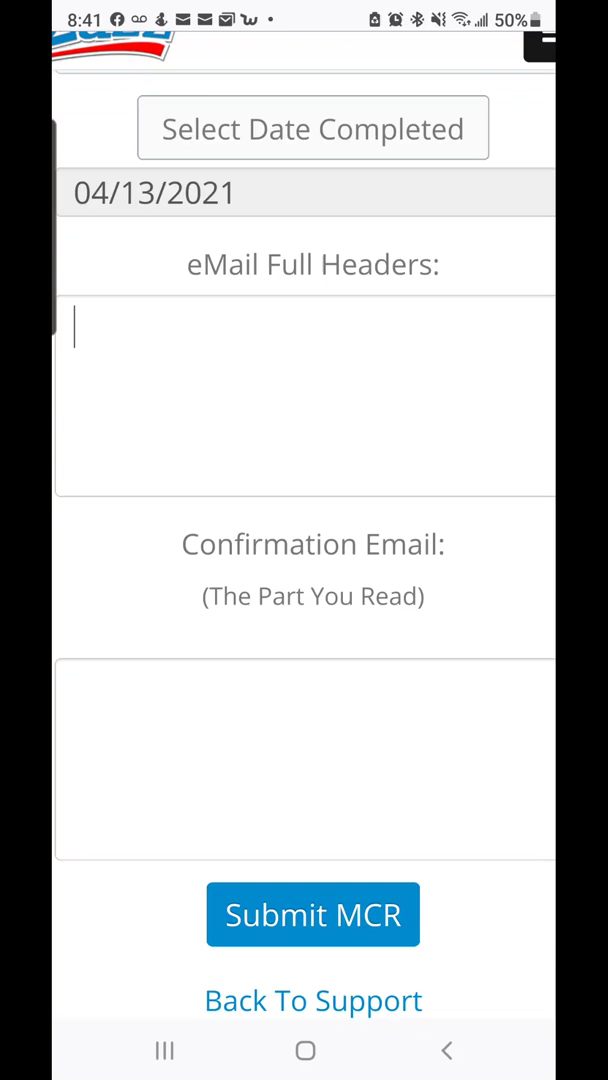 8:41 50%
Select Date Completed
04/13/2021
eMail Full Headers:
Confirmation Email:
(The Part You Read)
Submit MCR
Back To Support